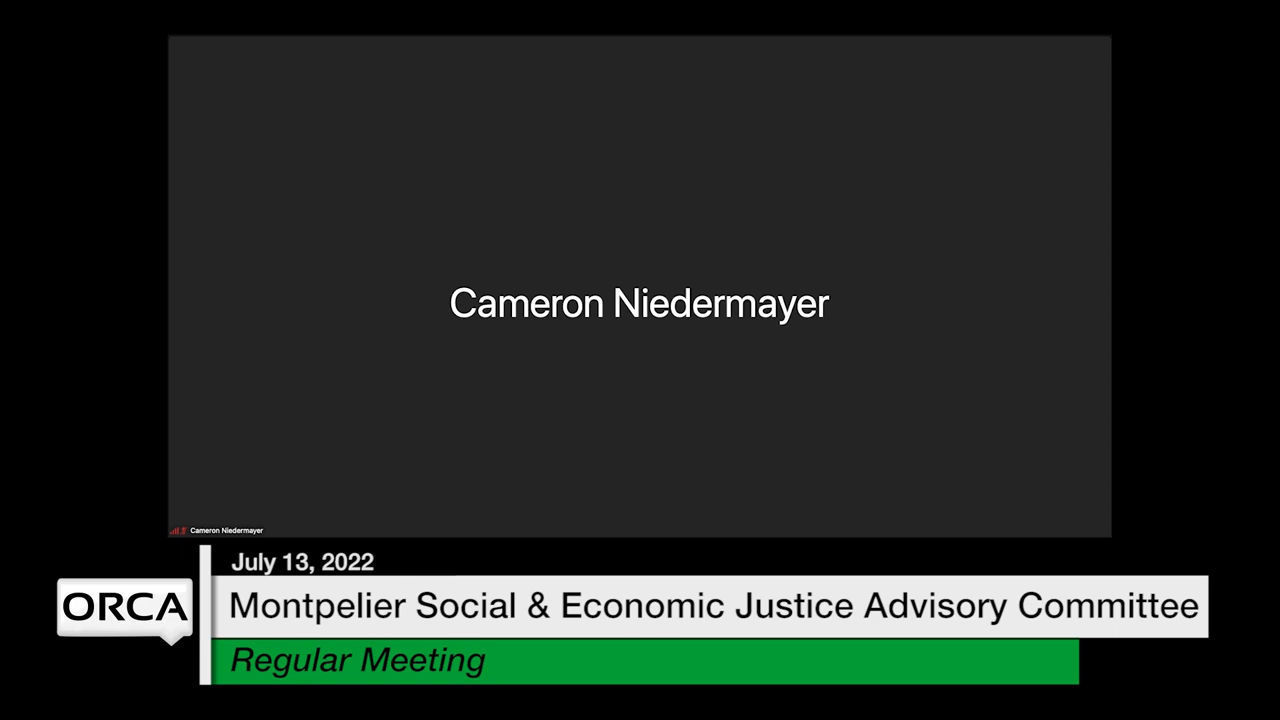 Cameron Niedermayer
Cameron Niedermayer
July 13, 2022
ORCA
Montpelier Social & Economic Justice Advisory Committee
Regular Meeting